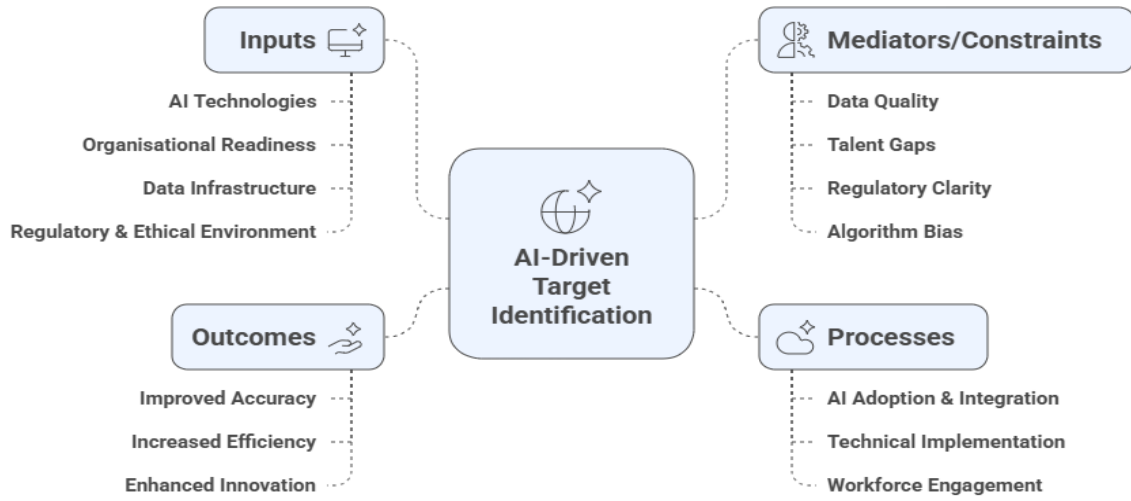 Inputs
AI Technologies
Organisational Readiness
Data Infrastructure
Regulatory & Ethical Environment
Mediators/Constraints
Data Quality
Talent Gaps
Regulatory Clarity
Algorithm Bias
AI-Driven
Target
Identification
Outcomes
Improved Accuracy
Increased Efficiency
Enhanced Innovation
Processes
AI Adoption & Integration
Technical Implementation
Workforce Engagement